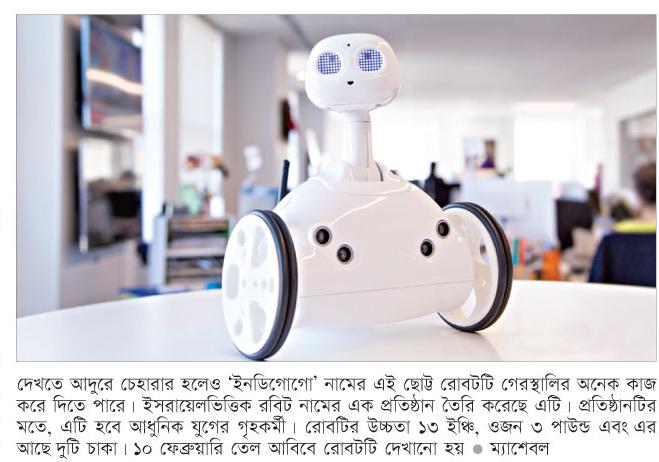 দেখতে আদুরে চেহারার হলেও ‘ইনডিগোগো’ নামের এই ছোট্ট রোবটটি গেরস্থালির অনেক কাজ
করে দিতে পারে। ইসরায়েলভিত্তিক রবিট নামের এক প্রতিষ্ঠান তৈরি করেছে এটি। প্রতিষ্ঠানটির
মতে, এটি হবে আধুনিক যুগের গৃহকর্মী। রোবটির উচ্চতা ১৩ ইঞ্চি, ওজন ৩ পাউন্ড এবং এর
আছে দুটি চাকা। ১০ ফেব্রুয়ারি তেল আবিবে রোবটটি দেখানো হয় ● ম্যাশেবল